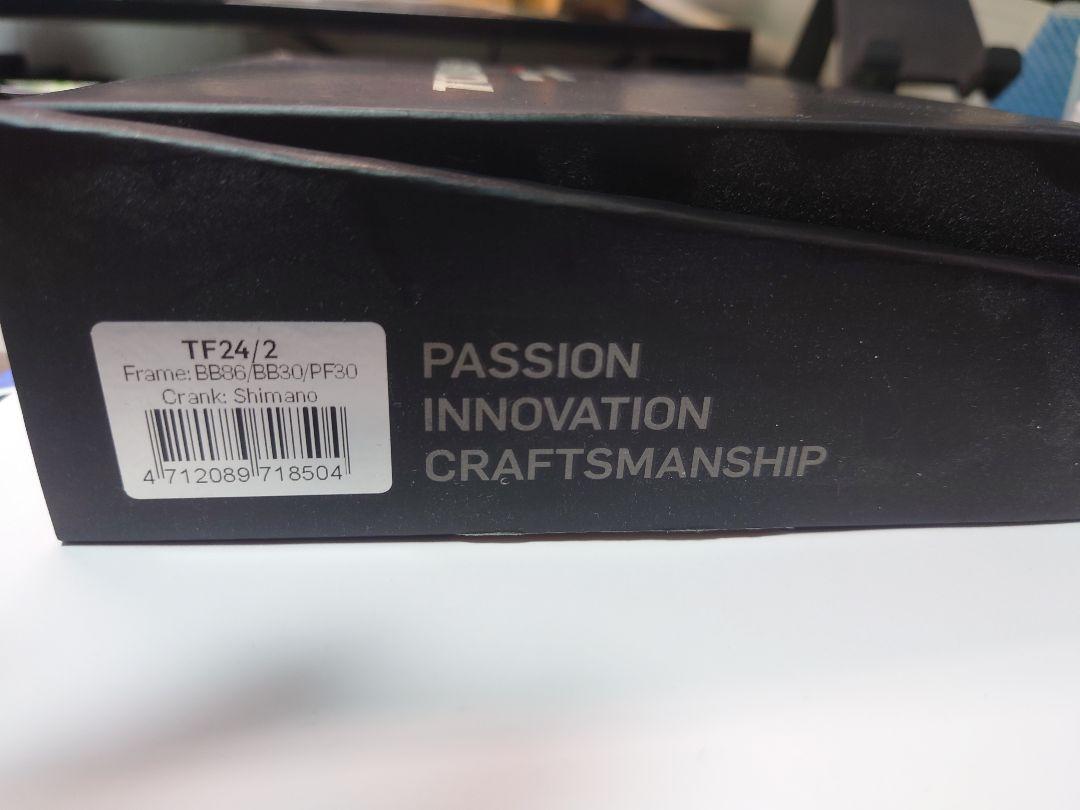 TF24/2
Frame: BB86/BB30/PF30
Crank: Shimano
4 712089 718504
PASSION
INNOVATION
CRAFTSMANSHIP